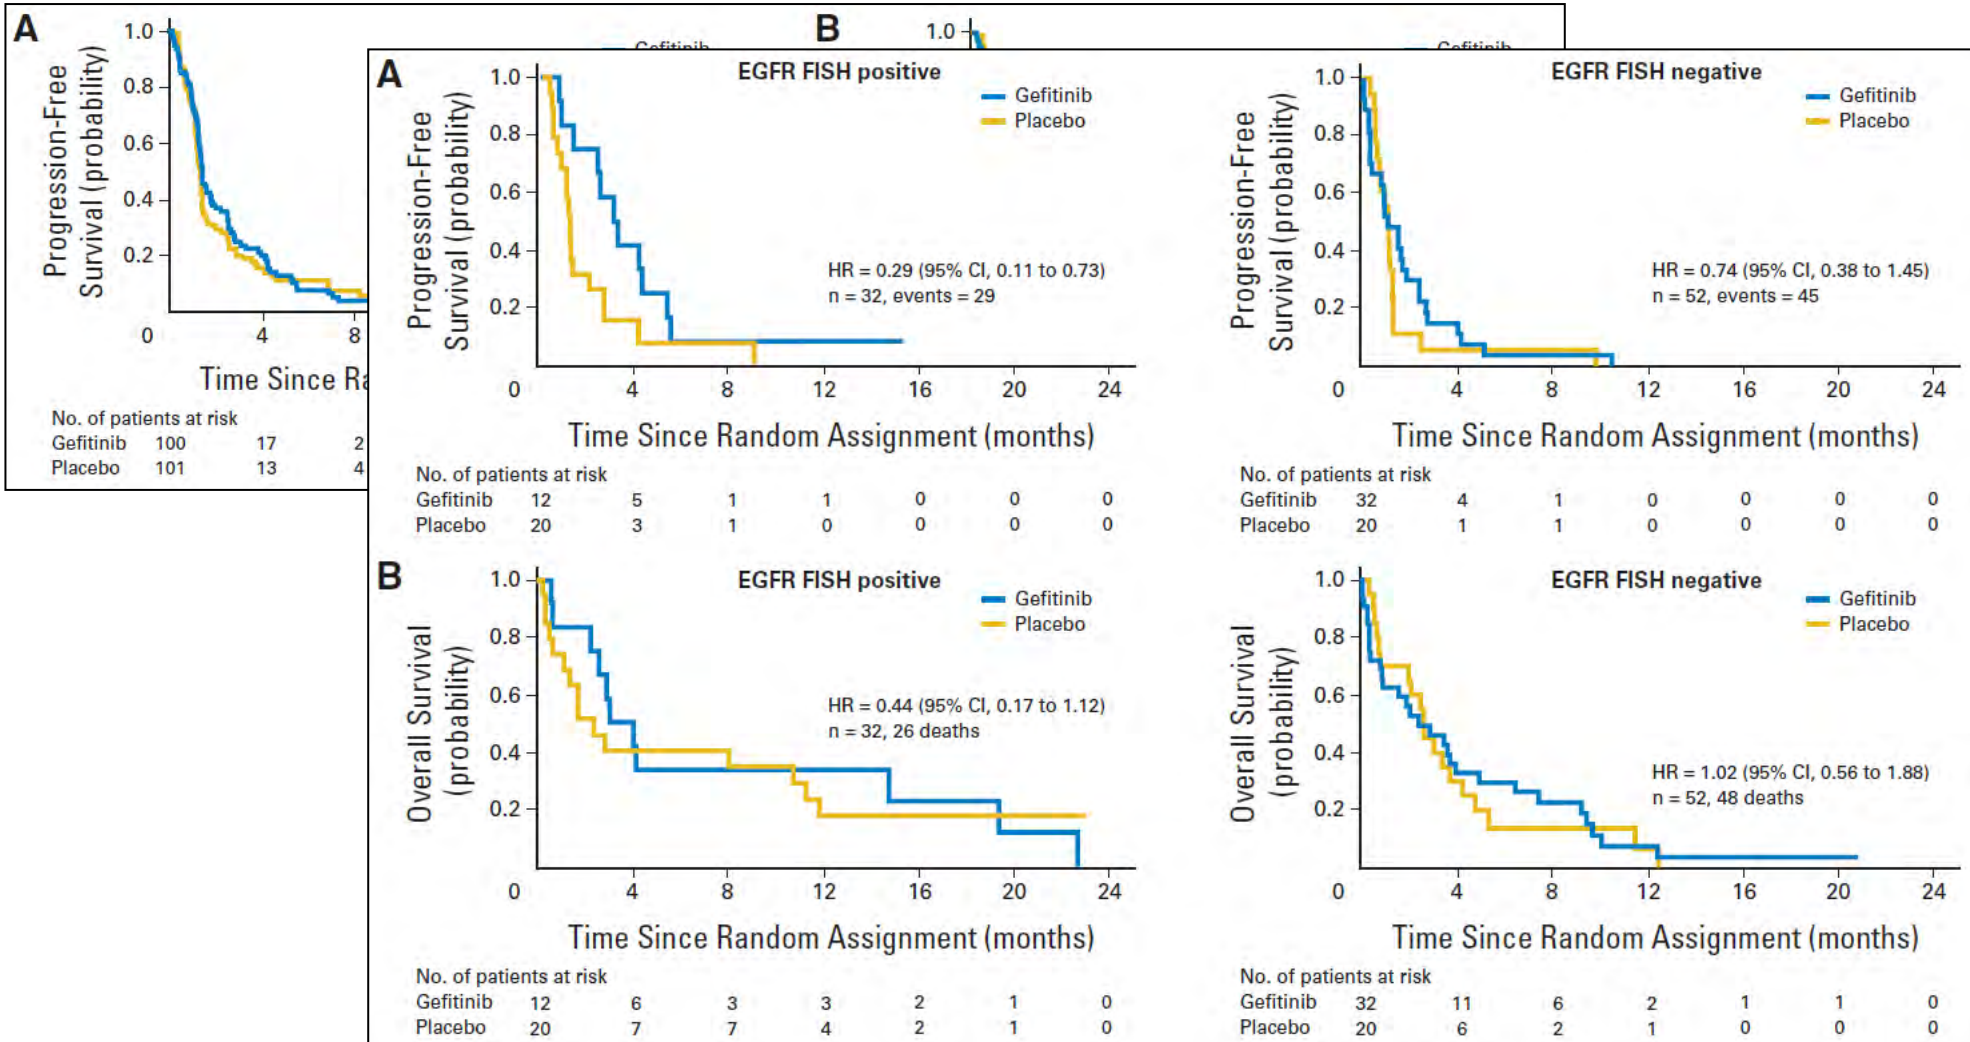 A
B
1.0
0.8
0.6
0.4
0.2
Progression-Free
Survival (probability)
0
4
8
Time Since Ra
No. of patients at risk
Gefitinib 100 17 2
Placebo 101 13 4
1.0
Gefitinib
Gefitinib
A
EGFR FISH positive
Gefitinib
Placebo
Progression-Free
Survival (probability)
1.0
0.8
0.6
0.4
0.2
HR = 0.29 (95% CI, 0.11 to 0.73)
n = 32, events = 29
0 4 8 12 16 20 24
Time Since Random Assignment (months)
No. of patients at risk
Gefitinib 12 5 1 1 0 0 0
Placebo 20 3 1 0 0 0 0
EGFR FISH negative
Gefitinib
Placebo
Progression-Free
Survival (probability)
1.0
0.8
0.6
0.4
0.2
HR = 0.74 (95% CI, 0.38 to 1.45)
n = 52, events = 45
0 4 8 12 16 20 24
Time Since Random Assignment (months)
No. of patients at risk
Gefitinib 32 4 1 0 0 0 0
Placebo 20 1 1 0 0 0 0
B
EGFR FISH positive
Gefitinib
Placebo
Overall Survival
(probability)
1.0
0.8
0.6
0.4
0.2
HR = 0.44 (95% CI, 0.17 to 1.12)
n = 32, 26 deaths
0 4 8 12 16 20 24
Time Since Random Assignment (months)
No. of patients at risk
Gefitinib 12 6 3 3 2 1 0
Placebo 20 7 7 4 2 1 0
EGFR FISH negative
Gefitinib
Placebo
Overall Survival
(probability)
1.0
0.8
0.6
0.4
0.2
HR = 1.02 (95% CI, 0.56 to 1.88)
n = 52, 48 deaths
0 4 8 12 16 20 24
Time Since Random Assignment (months)
No. of patients at risk
Gefitinib 32 11 6 2 1 1 0
Placebo 20 6 2 1 0 0 0